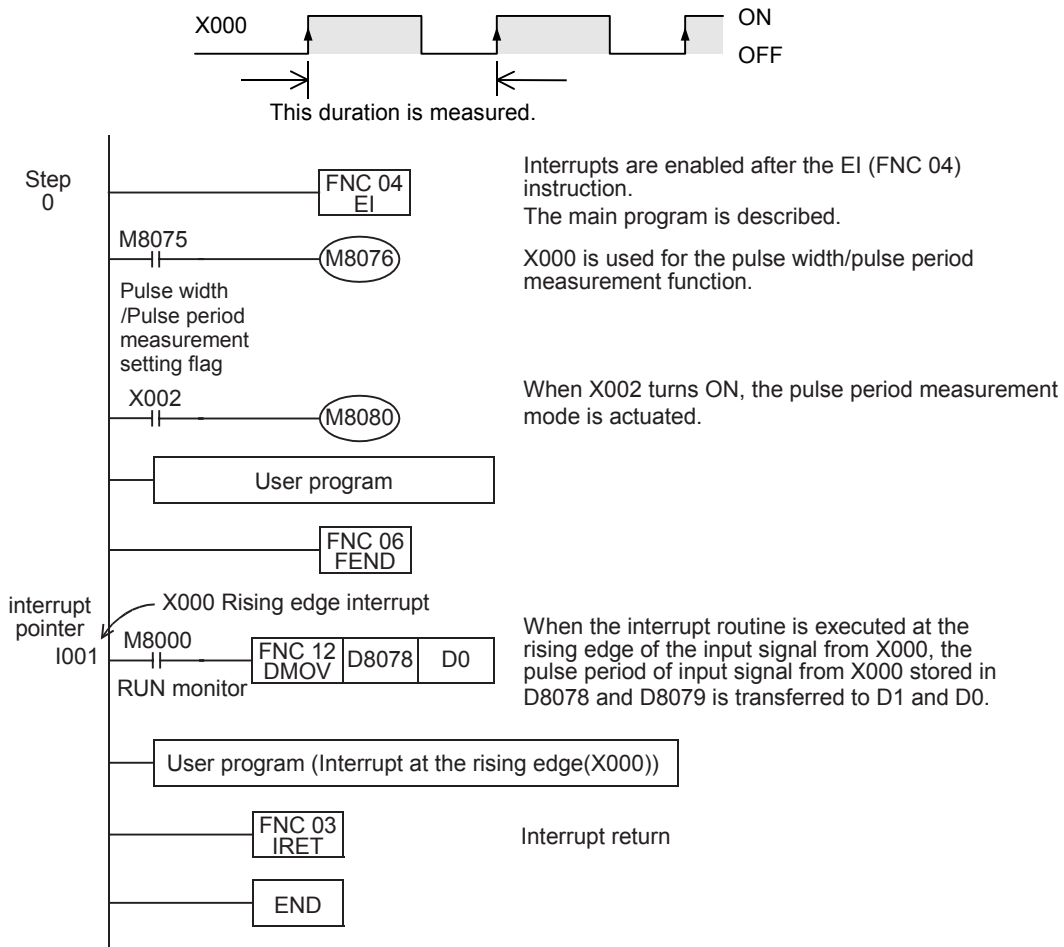 X000
ON
OFF
This duration is measured.
Step
0
FNC 04
EI
Interrupts are enabled after the EI (FNC 04)
instruction.
The main program is described.
M8075
M8076
X000 is used for the pulse width/pulse period
measurement function.
Pulse width
/Pulse period
measurement
setting flag
X002
M8080
When X002 turns ON, the pulse period measurement
mode is actuated.
User program
FNC 06
FEND
interrupt
pointer
I001
X000 Rising edge interrupt
M8000
RUN monitor
FNC 12
DMOV
D8078
D0
When the interrupt routine is executed at the
rising edge of the input signal from X000, the
pulse period of input signal from X000 stored in
D8078 and D8079 is transferred to D1 and D0.
User program (Interrupt at the rising edge(X000))
FNC 03
IRET
Interrupt return
END